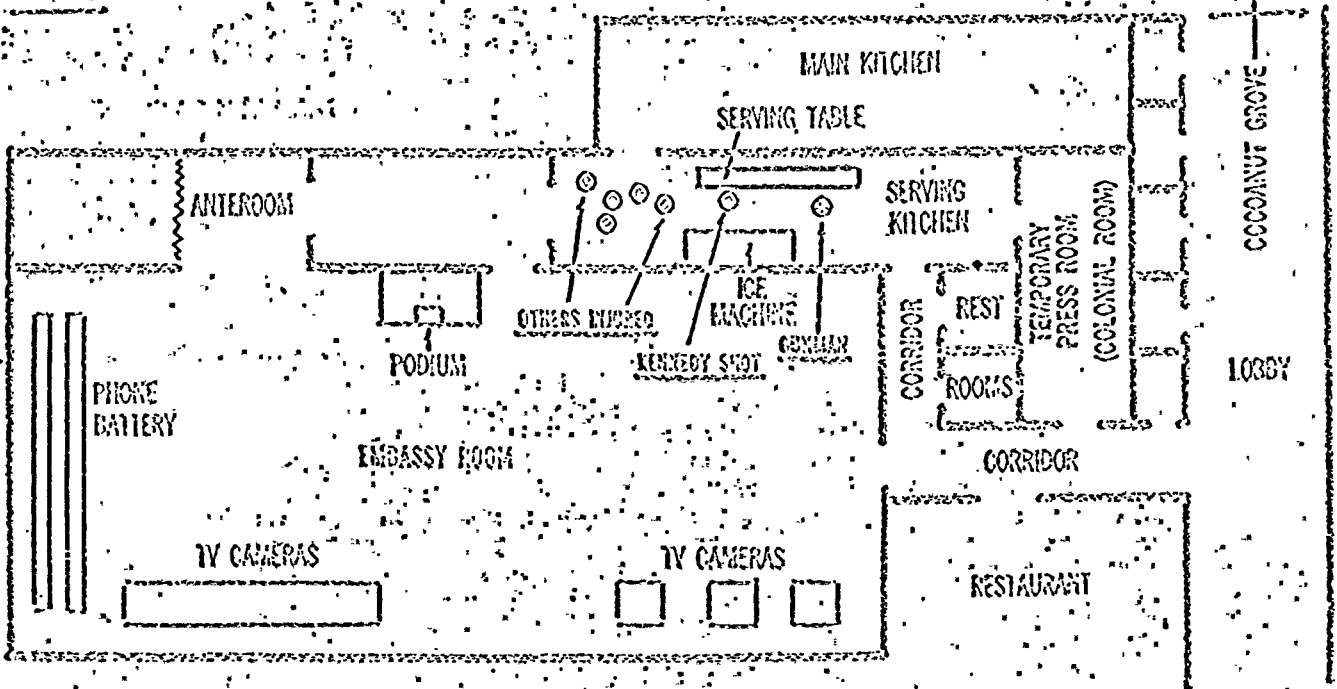 MAIN KITCHEN
COCOANUT GROVE
SERVING TABLE
ANTEROOM
SERVING
KITCHEN
TEMPORARY
PRESS ROOM
(COLONIAL ROOM)
OTHERS INJURED
ICE
MACHINE
REST
ROOMS
CORRIDOR
GUNMAN
KENNEDY SHOT
PODIUM
LOBBY
PHONE
BATTERY
EMBASSY ROOM
CORRIDOR
TV CAMERAS
TV CAMERAS
RESTAURANT